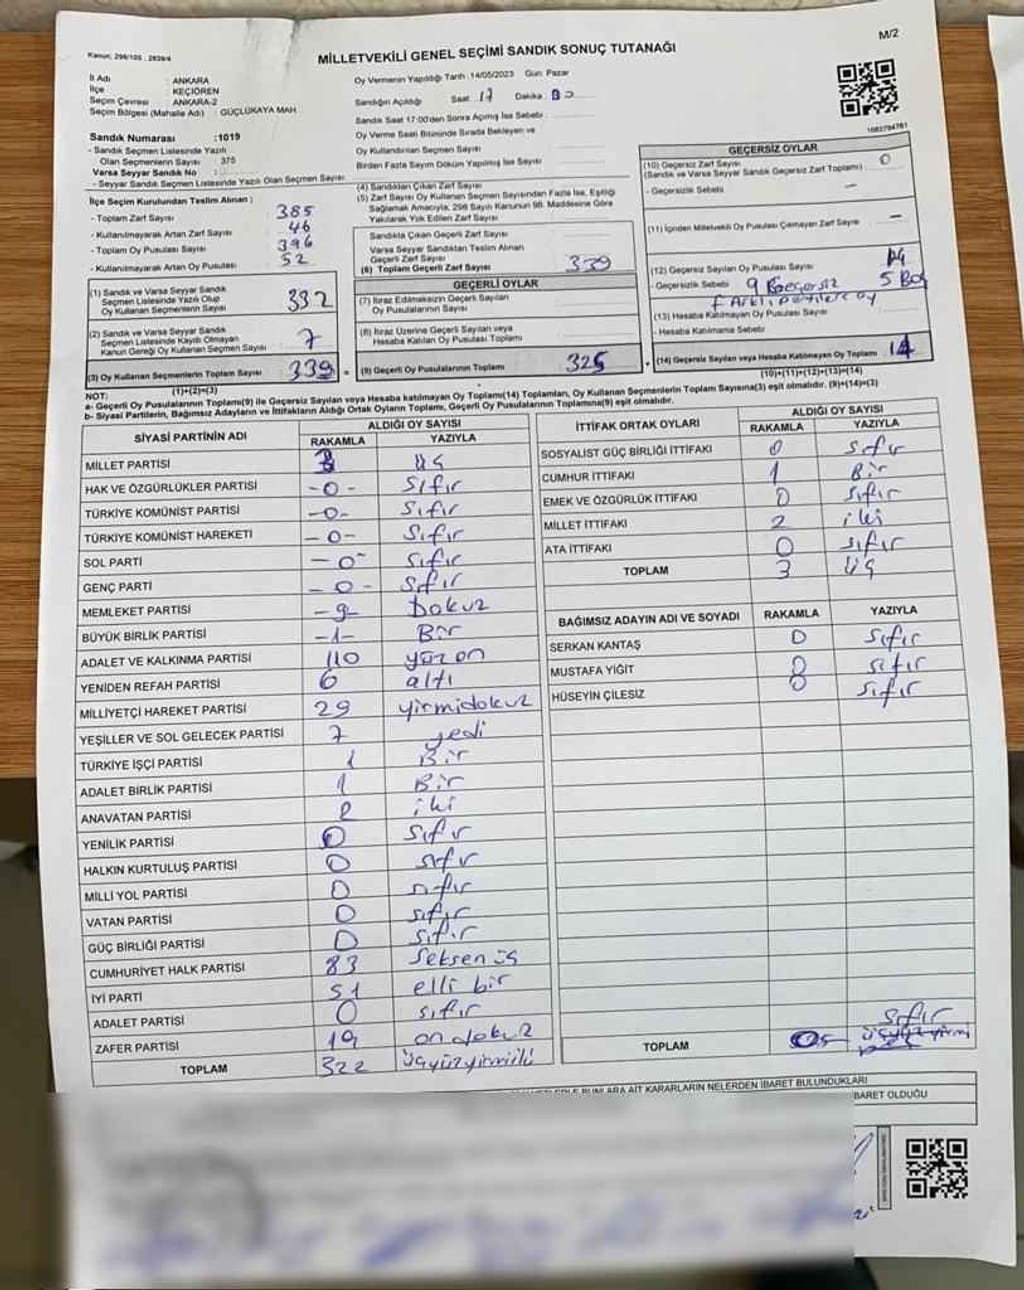 M/2
Kanun: 298/105 , 2839/4
MİLLETVEKİLİ GENEL SEÇİMİ SANDIK SONUÇ TUTANAĞI
İl Adı : ANKARA
İlçe : KEÇİÖREN
Seçim Çevresi : ANKARA-2
Seçim Bölgesi (Mahalle Adı) : GÜÇLÜKAYA MAH.
Sandık Numarası : 1019
- Sandık Seçmen Listesinde Yazılı
Olan Seçmenlerin Sayısı : 375
Varsa Seyyar Sandık No :
- Seyyar Sandık Seçmen Listesinde Yazılı Olan Seçmen Sayısı
Oy Vermenin Yapıldığı Tarih :14/05/2023 Gün: Pazar
Sandığın Açıldığı Saat: 17 Dakika:
Sandık Saat 17:00'den Sonra Açılmış İse Sebebi
Oy Verme Saati Bitiminde Sırada Bekleyen ve
Oy Kullandırılan Seçmen Sayısı
Birden Fazla Sayım Döküm Yapılmış İse Sayısı
İlçe Seçim Kurulundan Teslim Alınan :
- Toplam Zarf Sayısı 385
- Kullanılmayarak Artan Zarf Sayısı 46
- Toplam Oy Pusulası Sayısı 396
- Kullanılmayarak Artan Oy Pusulası 52
(1) Sandık ve Varsa Seyyar Sandık
Seçmen Listesinde Yazılı Olup
Oy Kullanan Seçmenlerin Sayısı 332
(2) Sandık ve Varsa Seyyar Sandık
Seçmen Listesinde Kayıtlı Olmayan
Kanun Gereği Oy Kullanan Seçmen Sayısı 7
(3) Oy Kullanan Seçmenlerin Toplam Sayısı 339
(1)+(2)=(3)
(4) Sandıktan Çıkan Zarf Sayısı
(5) Zarf Sayısı Oy Kullanan Seçmen Sayısından Fazla İse, Eşitliği
Sağlamak Amacıyla, 298 Sayılı Kanunun 98. Maddesine Göre
Yakılarak Yok Edilen Zarf Sayısı
Sandıkta Çıkan Geçerli Zarf Sayısı
Varsa Seyyar Sandıktan Teslim Alınan
Geçerli Zarf Sayısı
(6) Toplam Geçerli Zarf Sayısı 339
GEÇERLİ OYLAR
(7) İtiraz Edilmeksizin Geçerli Sayılan
Oy Pusulalarının Sayısı
(8) İtiraz Üzerine Geçerli Sayılan veya
Hesaba Katılan Oy Pusulası Toplamı
(9) Geçerli Oy Pusulalarının Toplamı 325
1682794761
GEÇERSİZ OYLAR
(10) Geçersiz Zarf Sayısı
(Sandık ve Varsa Seyyar Sandık Geçersiz Zarf Toplamı) 0
- Geçersizlik Sebebi —
(11) İçinden Milletvekili Oy Pusulası Çıkmayan Zarf Sayısı —
(12) Geçersiz Sayılan Oy Pusulası Sayısı 14
- Geçersizlik Sebebi 9 geçersiz 5 Boş
Farklı partilere oy
(13) Hesaba Katılmayan Oy Pusulası Sayısı
- Hesaba Katılmama Sebebi
(14) Geçersiz Sayılan veya Hesaba Katılmayan Oy Toplamı 14
(10)+(11)+(12)+(13)=(14)
NOT:
a- Geçerli Oy Pusulalarının(9) ile Geçersiz Sayılan veya Hesaba katılmayan Oy Toplamı(14) Toplamları, Oy Kullanan Seçmenlerin Toplam Sayısına(3) eşit olmalıdır. (9)+(14)=(3)
b- Siyasi Partilerin, Bağımsız Adayların ve İttifakların Aldığı Ortak Oyların Toplamı, Geçerli Oy Pusulalarının Toplamına(9) eşit olmalıdır.
SİYASİ PARTİNİN ADI ALDIĞI OY SAYISI
RAKAMLA YAZIYLA
MİLLET PARTİSİ 3 üç
HAK VE ÖZGÜRLÜKLER PARTİSİ -0- Sıfır
TÜRKİYE KOMÜNİST PARTİSİ -0- Sıfır
TÜRKİYE KOMÜNİST HAREKETİ -0- Sıfır
SOL PARTİ -0- Sıfır
GENÇ PARTİ -0- Sıfır
MEMLEKET PARTİSİ -9- Dokuz
BÜYÜK BİRLİK PARTİSİ -1- Bir
ADALET VE KALKINMA PARTİSİ 110 yüz on
YENİDEN REFAH PARTİSİ 6 altı
MİLLİYETÇİ HAREKET PARTİSİ 29 yirmidokuz
YEŞİLLER VE SOL GELECEK PARTİSİ 7 yedi
TÜRKİYE İŞÇİ PARTİSİ 1 Bir
ADALET BİRLİK PARTİSİ 1 Bir
ANAVATAN PARTİSİ 2 iki
YENİLİK PARTİSİ 0 sıfır
HALKIN KURTULUŞ PARTİSİ 0 sıfır
MİLLİ YOL PARTİSİ 0 sıfır
VATAN PARTİSİ 0 sıfır
GÜÇ BİRLİĞİ PARTİSİ 0 sıfır
CUMHURİYET HALK PARTİSİ 83 Seksen üç
İYİ PARTİ 51 elli bir
ADALET PARTİSİ 0 sıfır
ZAFER PARTİSİ 19 on dokuz
TOPLAM 322 üçyüzyirmiiki
İTTİFAK ORTAK OYLARI ALDIĞI OY SAYISI
RAKAMLA YAZIYLA
SOSYALİST GÜÇ BİRLİĞİ İTTİFAKI 0 sıfır
CUMHUR İTTİFAKI 1 Bir
EMEK VE ÖZGÜRLÜK İTTİFAKI 0 sıfır
MİLLET İTTİFAKI 2 iki
ATA İTTİFAKI 0 sıfır
TOPLAM 3 üç
BAĞIMSIZ ADAYIN ADI VE SOYADI RAKAMLA YAZIYLA
SERKAN KANTAŞ 0 sıfır
MUSTAFA YİĞİT 0 sıfır
HÜSEYİN ÇİLESİZ 0 sıfır
TOPLAM sıfır
BUNLARA AİT KARARLARIN NELERDEN İBARET BULUNDUKLARI
BARET OLDUĞU